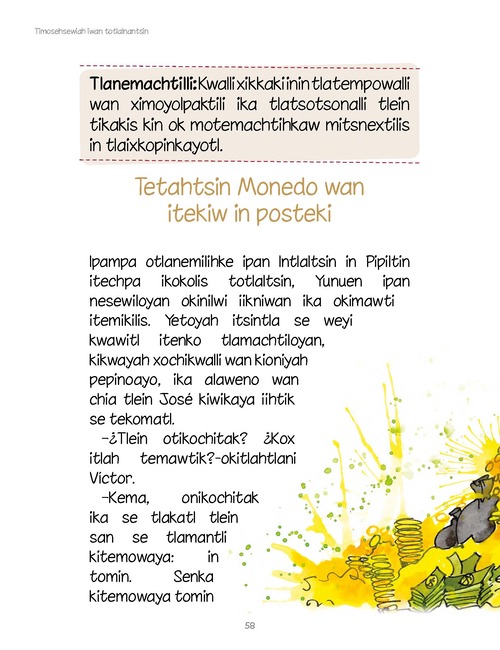 Timosehsewiah iwan totlalnantsin
Tlanemachtilli: Kwalli xikkaki inin tlatempowalli
wan ximoyolpaktili ika tlatsotsonalli tlein
tikakis kin ok motemachtihkaw mitsnextilis
in tlaixkopinkayotl.
Tetahtsin Monedo wan
itekiw in posteki
Ipampa otlanemilihke ipan Intlaltsin in Pipiltin
itechpa ikokolis totlaltsin, Yunuen ipan
nesewiloyan okinilwi iikniwan ika okimawti
itemikilis. Yetoyah itsintla se weyi
kwawitl itenko tlamachtiloyan,
kikwayah xochikwalli wan kioniyah
pepinoayo, ika alaweno wan
chia tlein José kiwikaya iihtik
se tekomatl.
–¿Tlein otikochitak? ¿Kox
itlah temawtik?-okitlahtlani
Victor.
–Kema, onikochitak
ika se tlakatl tlein
san se tlamantli
kitemowaya: in
tomin. Senka
kitemowaya tomin
58